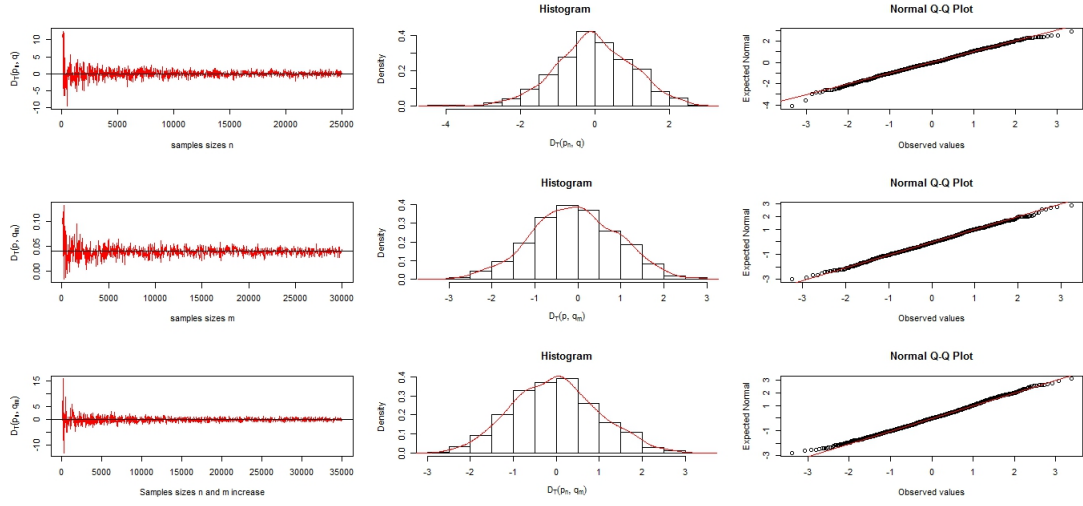 Histogram
Normal Q-Q Plot
D_T(p_n, q)
10
5
0
-5
-10
0 5000 10000 15000 20000 25000
samples sizes n
Density
0.4
0.2
0.0
-4 -2 0 2
D_T(p_n, q)
Expected Normal
2
0
-2
-4
-3 -2 -1 0 1 2 3
Observed values
Histogram
Normal Q-Q Plot
D_T(p, q_m)
0.10
0.05
0.00
0 5000 10000 15000 20000 25000 30000
samples sizes m
Density
0.4
0.3
0.2
0.1
0.0
-3 -2 -1 0 1 2 3
D_T(p, q_m)
Expected Normal
3
1
-1
-3
-3 -2 -1 0 1 2 3
Observed values
Histogram
Normal Q-Q Plot
D_T(p_n, q_m)
15
5
0
-10
0 5000 10000 15000 20000 25000 30000 35000
Samples sizes n and m increase
Density
0.4
0.3
0.2
0.1
0.0
-3 -2 -1 0 1 2 3
D_T(p_n, q_m)
Expected Normal
3
1
-1
-3
-3 -2 -1 0 1 2 3
Observed values